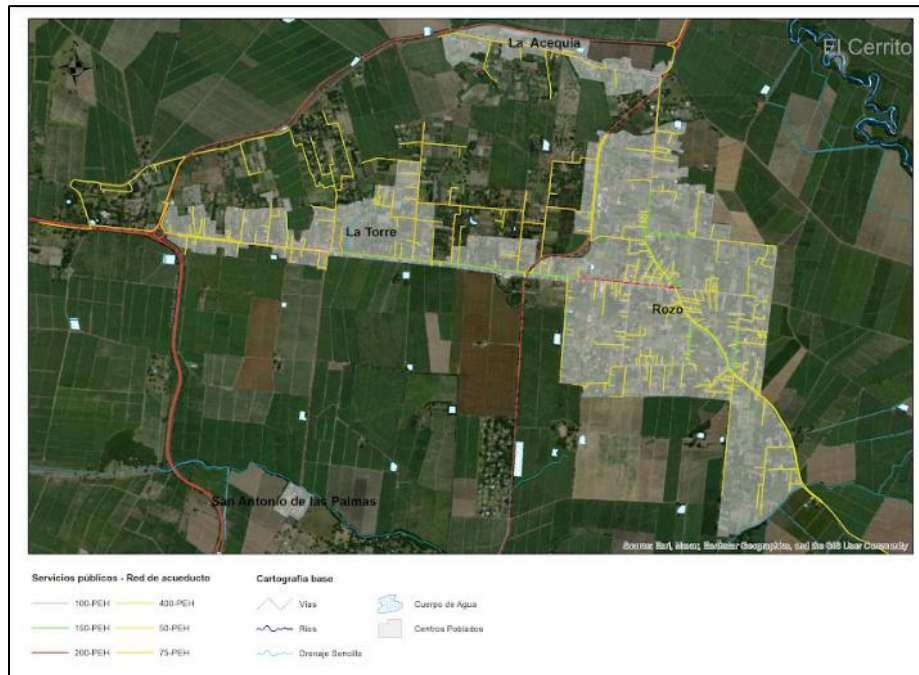 La Acequia
El Cerrito
La Torre
Rozo
San Antonio de las Palmas
Source: Esri, Maxar, Earthstar Geographics, and the GIS User Community
Servicios públicos - Red de acueducto
Cartografía base
100-PEH
400-PEH
Vías
Cuerpo de Agua
150-PEH
50-PEH
Ríos
Centros Poblados
200-PEH
75-PEH
Drenaje Sencillo